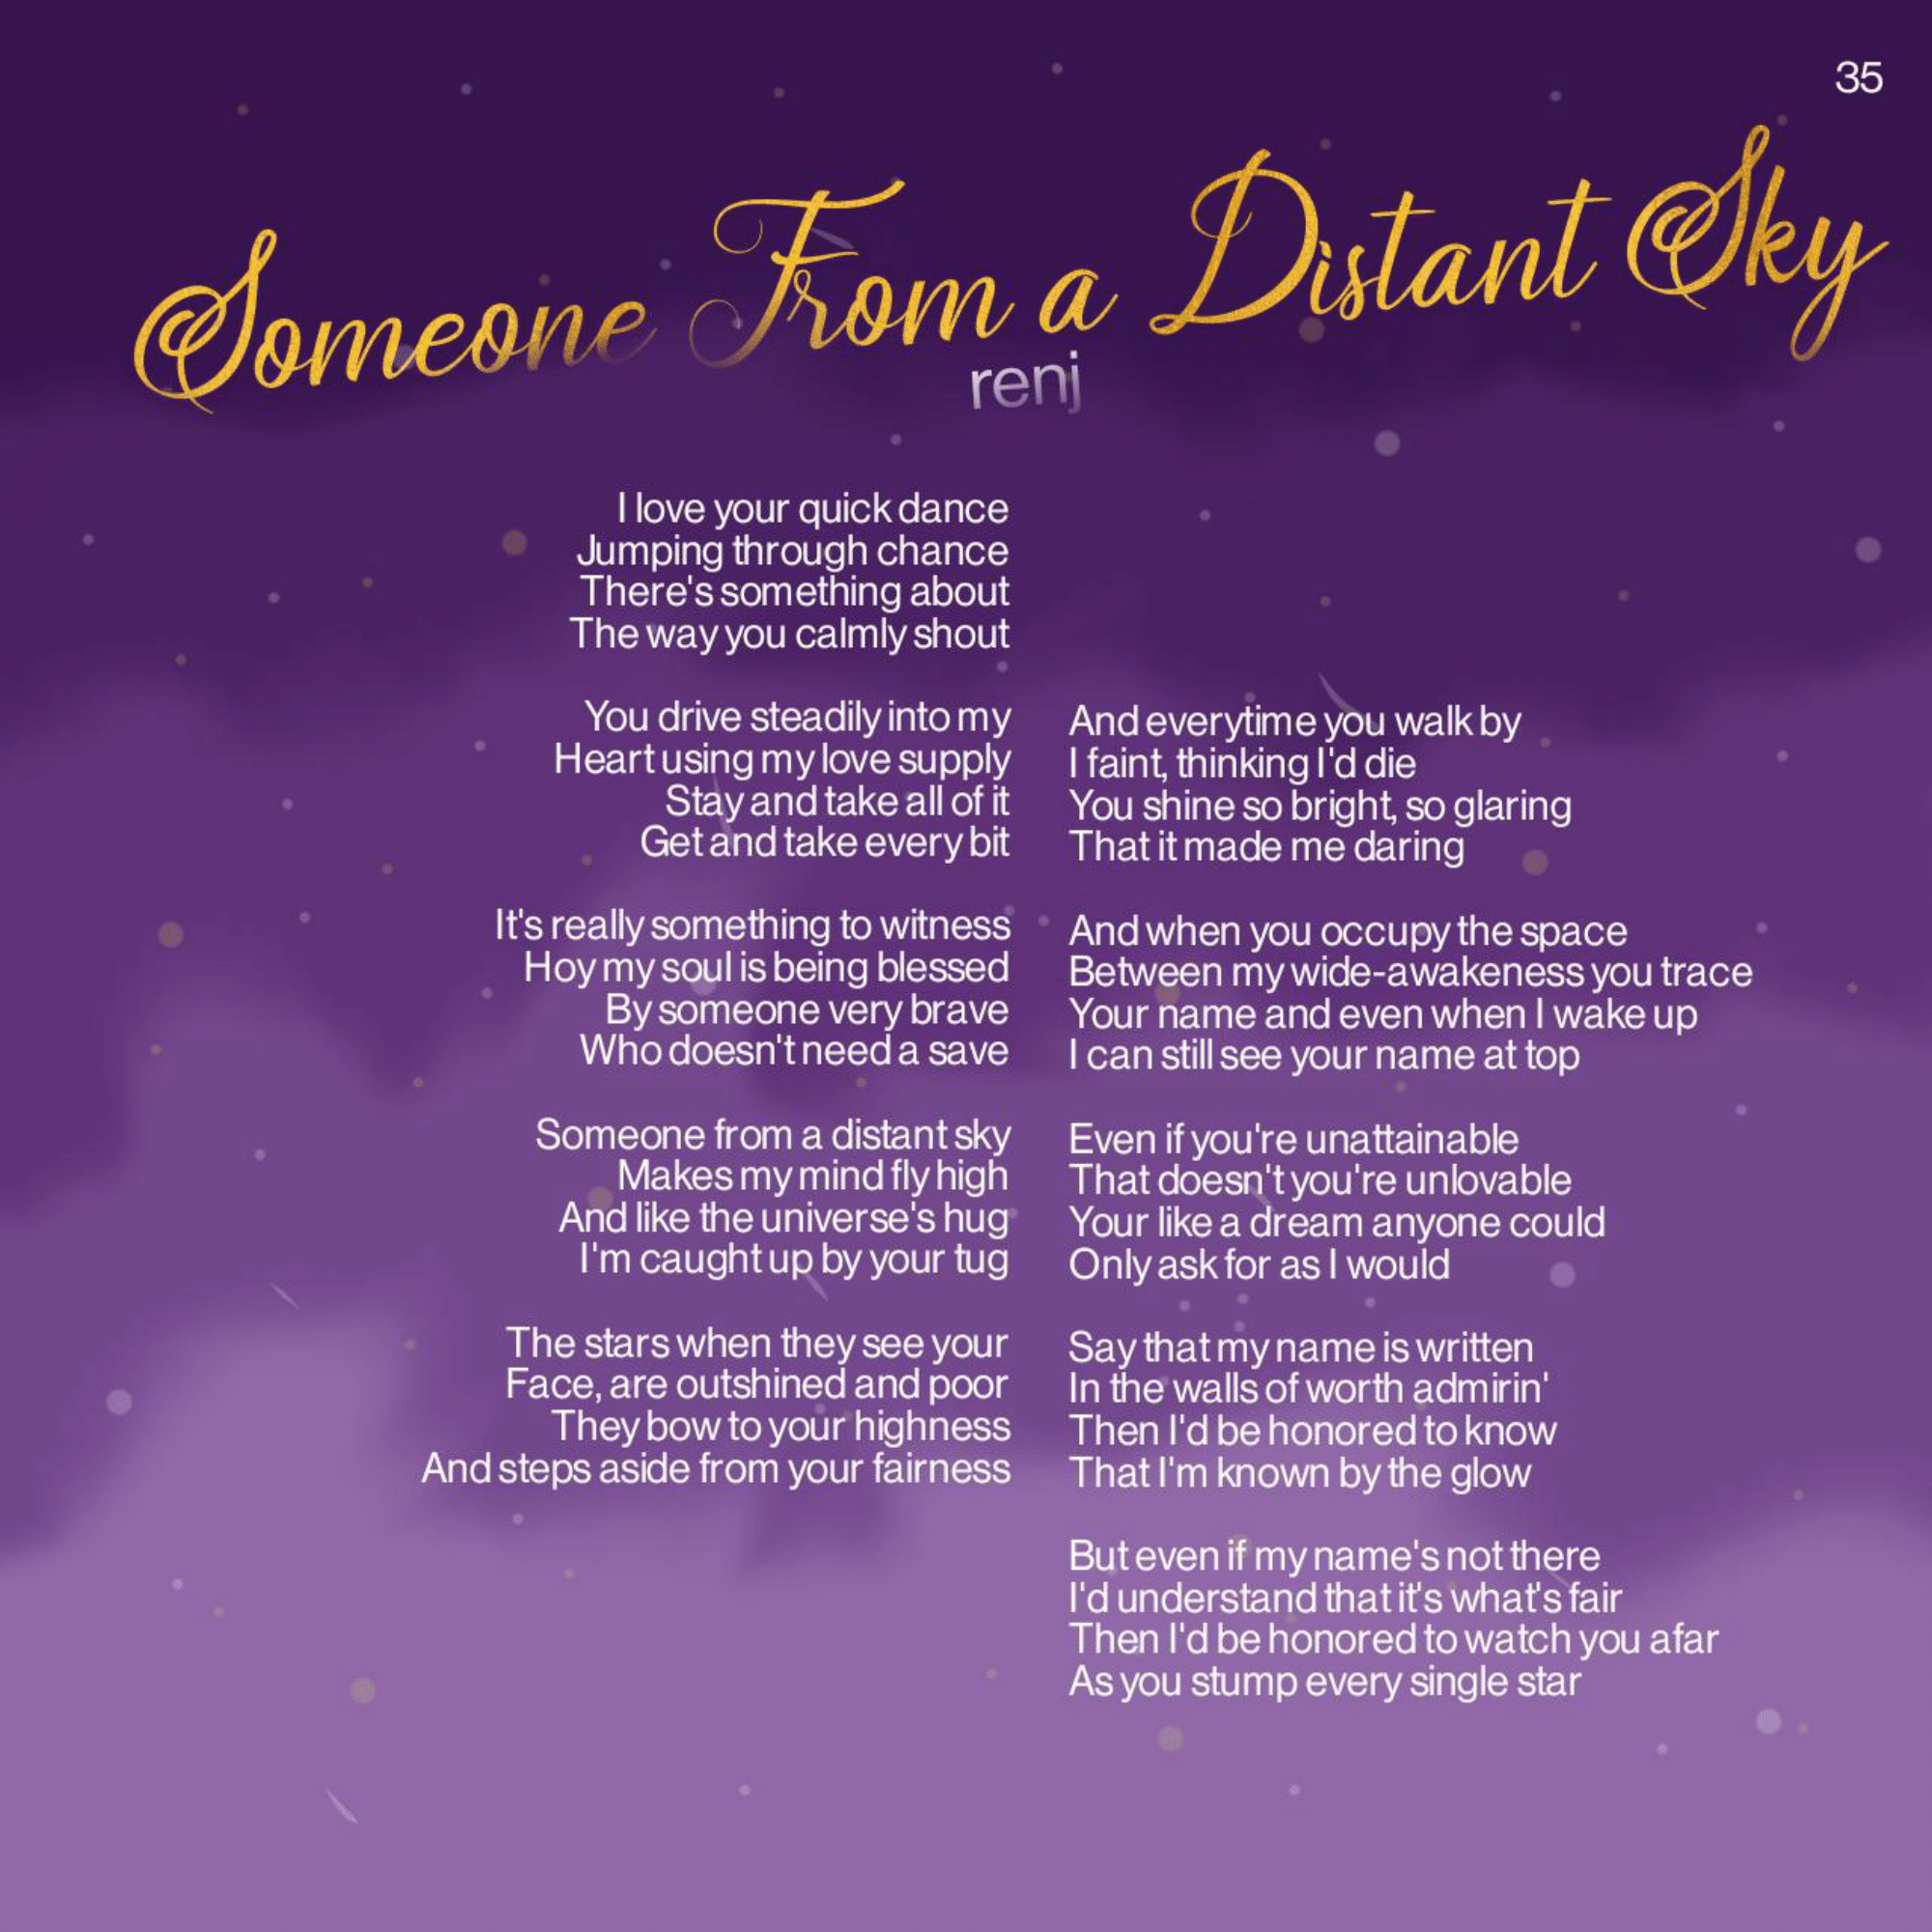 35
Someone From a Distant Sky
renj
I love your quick dance
Jumping through chance
There's something about
The way you calmly shout
You drive steadily into my
Heart using my love supply
Stay and take all of it
Get and take every bit
It's really something to witness
Hoy my soul is being blessed
By someone very brave
Who doesn't need a save
Someone from a distant sky
Makes my mind fly high
And like the universe's hug
I'm caught up by your tug
The stars when they see your
Face, are outshined and poor
They bow to your highness
And steps aside from your fairness
And everytime you walk by
I faint, thinking I'd die
You shine so bright, so glaring
That it made me daring
And when you occupy the space
Between my wide-awakeness you trace
Your name and even when I wake up
I can still see your name at top
Even if you're unattainable
That doesn't you're unlovable
Your like a dream anyone could
Only ask for as I would
Say that my name is written
In the walls of worth admirin'
Then I'd be honored to know
That I'm known by the glow
But even if my name's not there
I'd understand that it's what's fair
Then I'd be honored to watch you afar
As you stump every single star